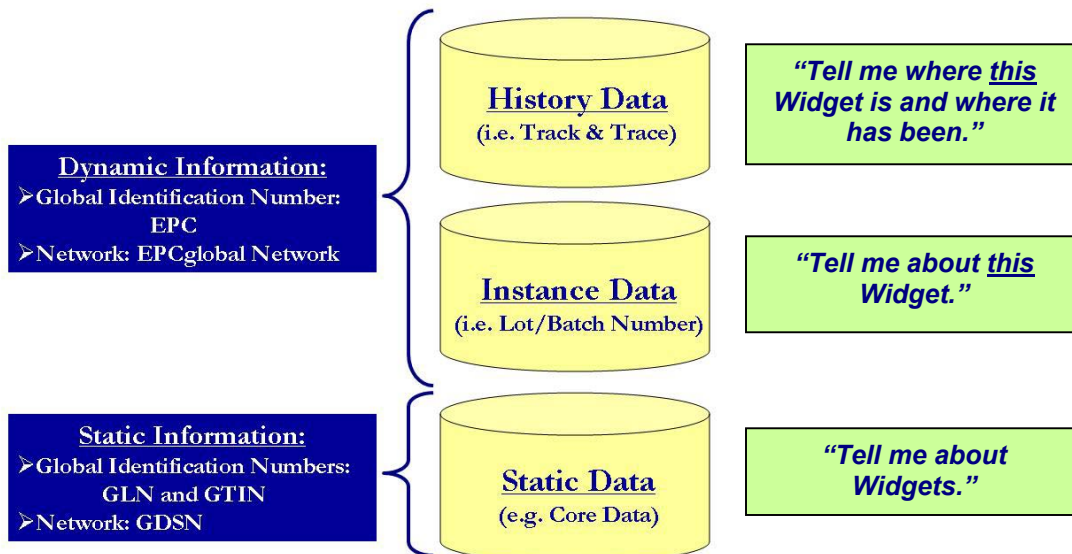 Dynamic Information:
➢Global Identification Number:
EPC
➢Network: EPCglobal Network
History Data
(i.e. Track & Trace)
“Tell me where this
Widget is and where it
has been.”
Instance Data
(i.e. Lot/Batch Number)
“Tell me about this
Widget.”
Static Information:
➢Global Identification Numbers:
GLN and GTIN
➢Network: GDSN
Static Data
(e.g. Core Data)
“Tell me about
Widgets.”